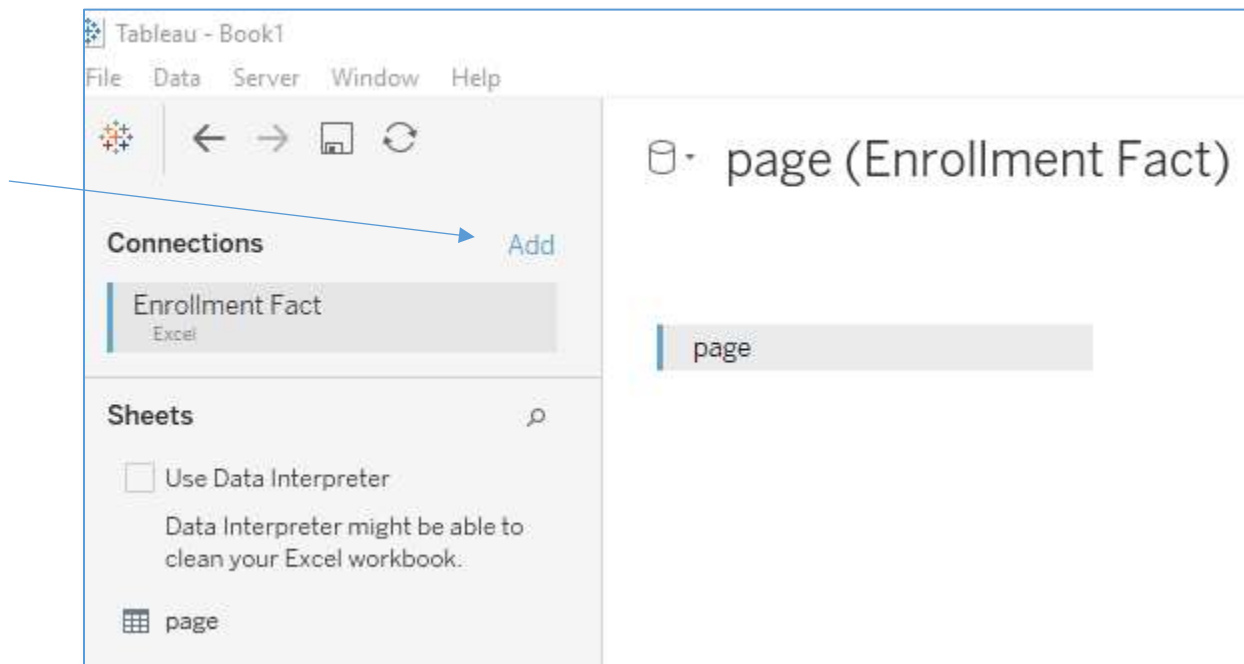 Tableau - Book1
File Data Server Window Help
page (Enrollment Fact)
Connections Add
Enrollment Fact
Excel
page
Sheets
Use Data Interpreter
Data Interpreter might be able to
clean your Excel workbook.
page